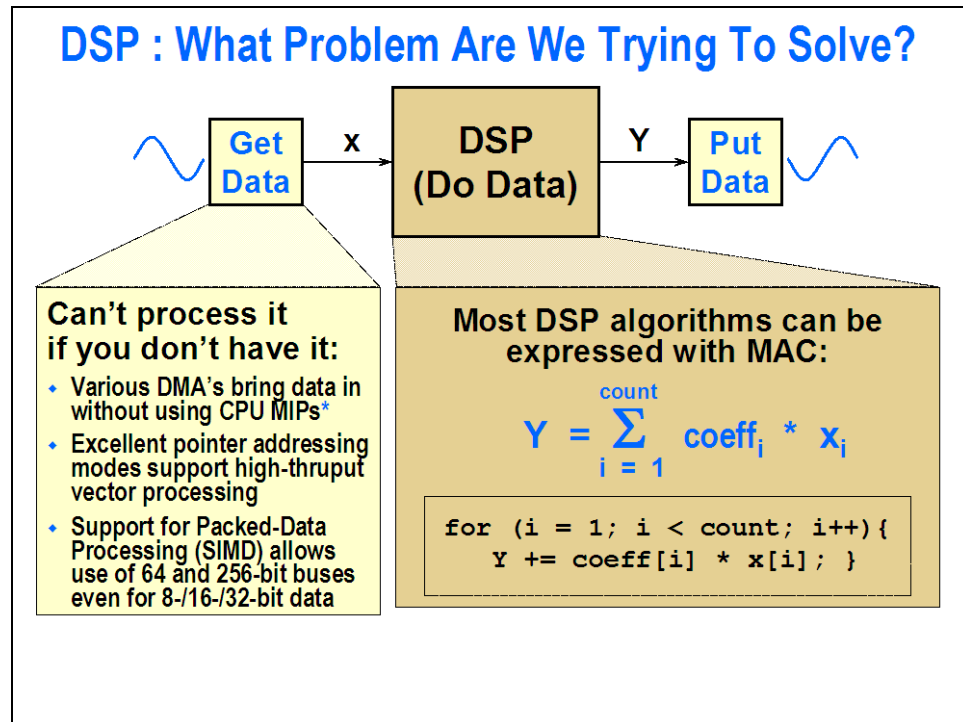 DSP : What Problem Are We Trying To Solve?
Get
Data
x
DSP
(Do Data)
Y
Put
Data
Can't process it
if you don't have it:
Various DMA's bring data in
without using CPU MIPs*
Excellent pointer addressing
modes support high-thruput
vector processing
Support for Packed-Data
Processing (SIMD) allows
use of 64 and 256-bit buses
even for 8-/16-/32-bit data
Most DSP algorithms can be
expressed with MAC:
count
Y = Σ coeffᵢ * xᵢ
i = 1
for (i = 1; i < count; i++){
Y += coeff[i] * x[i]; }